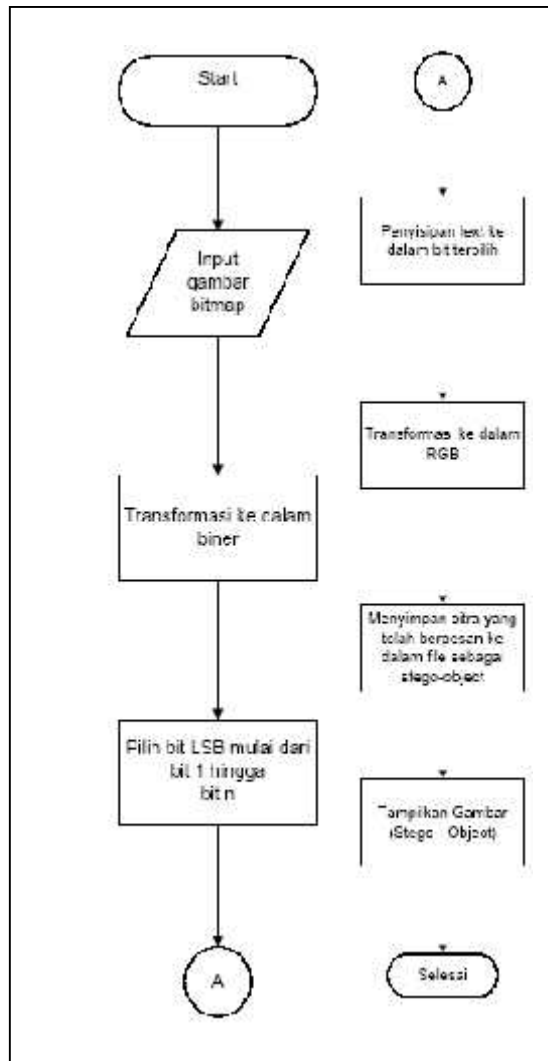 Start
Input
gambar
bitmap
Transformasi ke dalam
biner
Pilih bit LSB mulai dari
bit 1 hingga
bit n
A
A
Penyisipan text ke
dalam bit terpilih
Transformasi ke dalam
RGB
Menyimpan citra yang
telah berpesan ke
dalam file sebagai
stego-object
Tampilkan Gambar
(Stego - Object)
Selesai